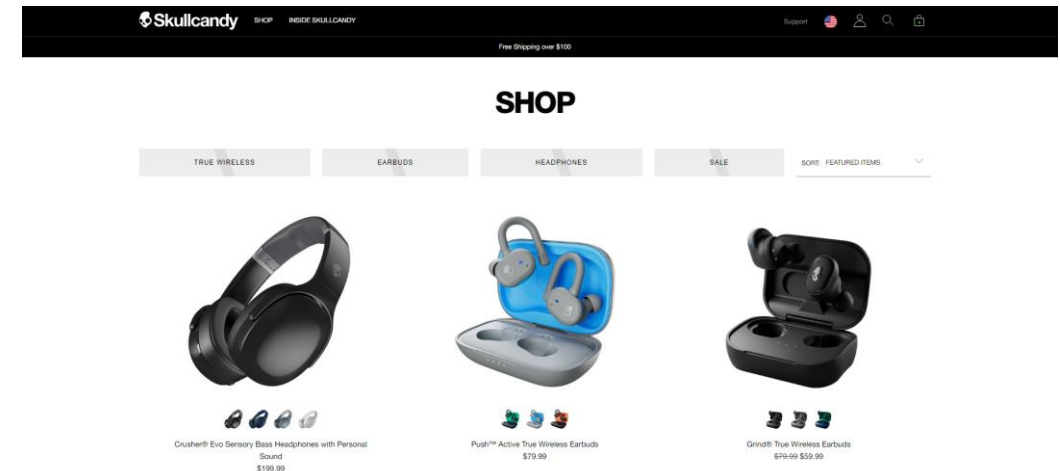 Skullcandy SHOP INSIDE SKULLCANDY Support
Free Shipping over $100
SHOP
TRUE WIRELESS EARBUDS HEADPHONES SALE SORT: FEATURED ITEMS
Crusher® Evo Sensory Bass Headphones with Personal
Sound
$199.99
Push™ Active True Wireless Earbuds
$79.99
Grind® True Wireless Earbuds
$79.99 $59.99